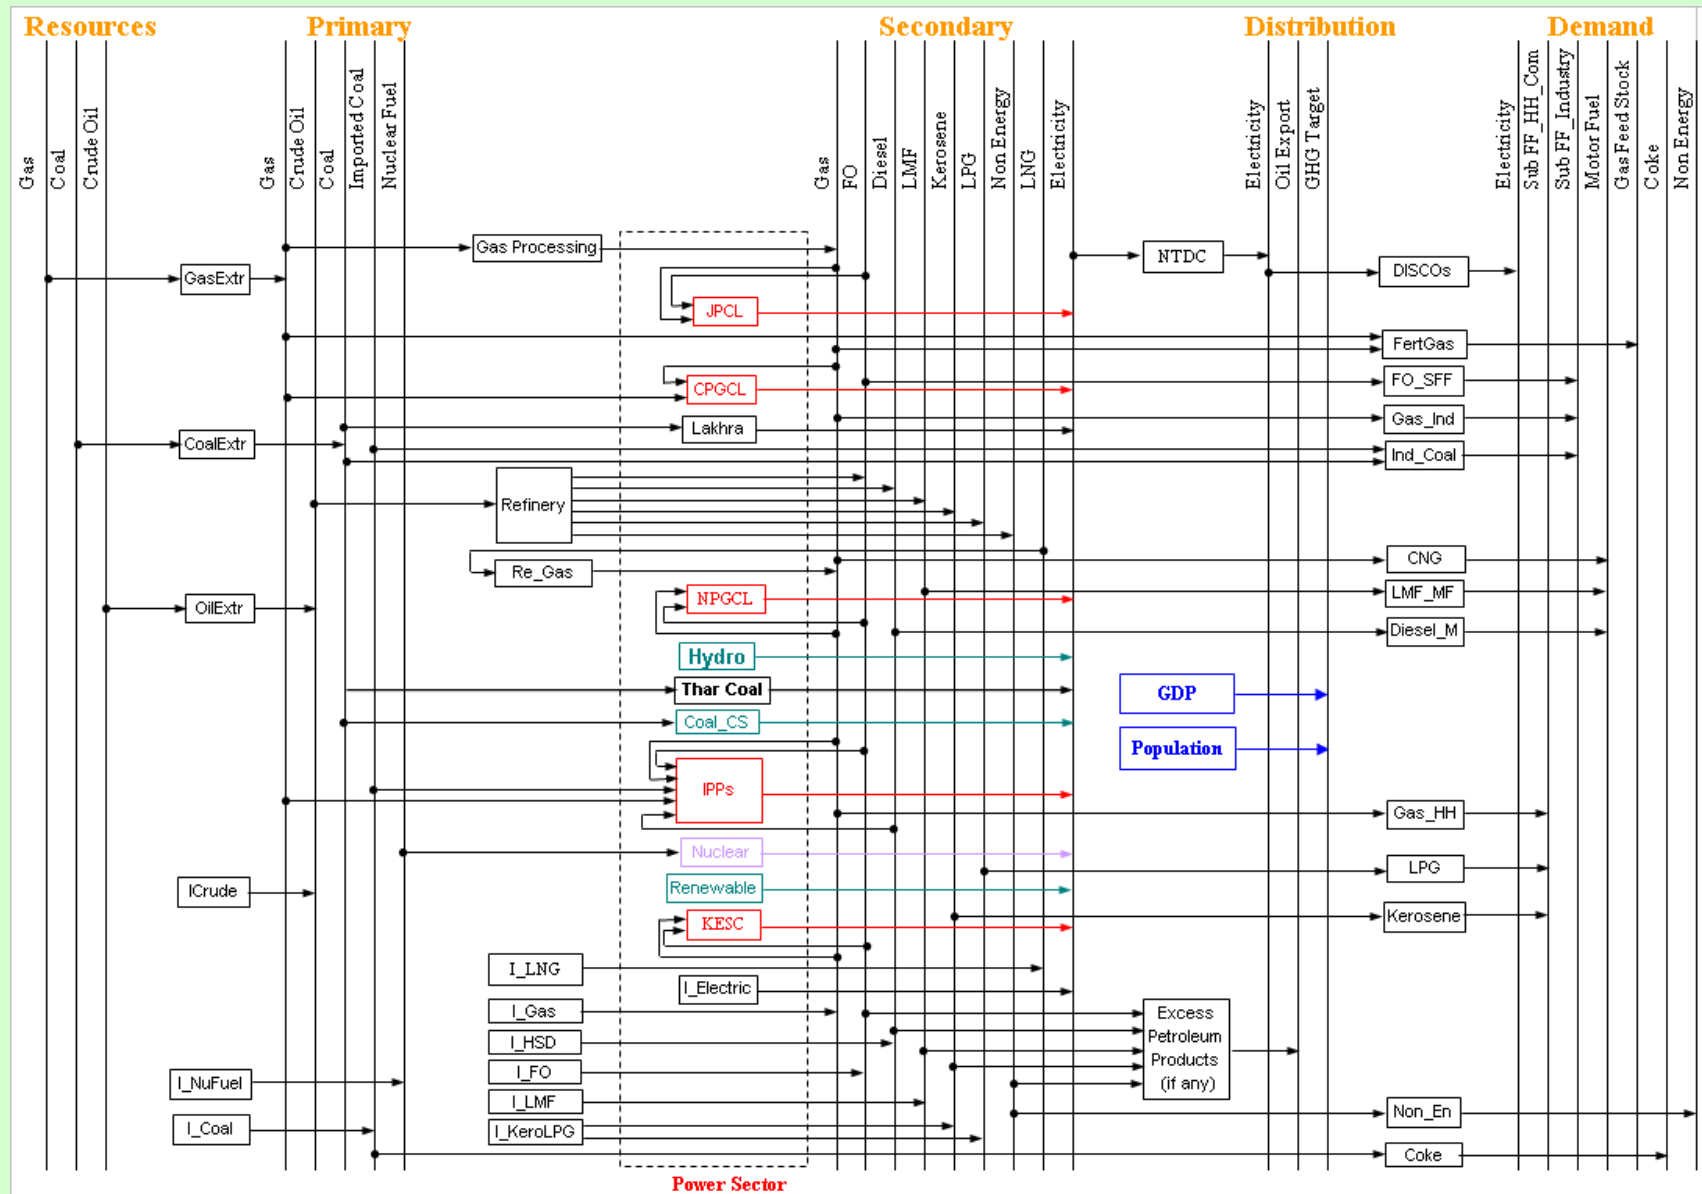 Resources
Primary
Secondary
Distribution
Demand
Gas
Coal
Crude Oil
Gas
Crude Oil
Coal
Imported Coal
Nuclear Fuel
Gas
FO
Diesel
LMF
Kerosene
LPG
Non Energy
LNG
Electricity
Electricity
Oil Export
GHG Target
Electricity
Sub FF_HH_Com
Sub FF_Industry
Motor Fuel
Gas Feed Stock
Coke
Non Energy
Gas Processing
NTDC
DISCOs
GasExtr
JPCL
FertGas
CPGCL
FO_SFF
Gas_Ind
Lakhra
CoalExtr
Ind_Coal
Refinery
CNG
Re_Gas
LMF_MF
NPGCL
OilExtr
Diesel_M
Hydro
Thar Coal
GDP
Coal_CS
Population
IPPs
Gas_HH
Nuclear
LPG
ICrude
Renewable
Kerosene
KESC
I_LNG
I_Electric
I_Gas
Excess
Petroleum
Products
(if any)
I_HSD
I_FO
I_NuFuel
I_LMF
Non_En
I_Coal
I_KeroLPG
Coke
Power Sector